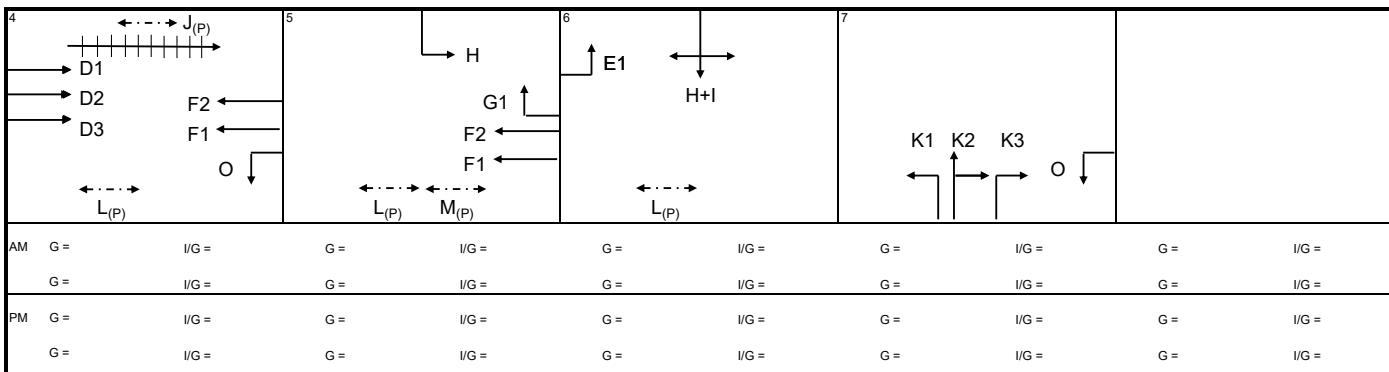 4 J(P) D1 D2 D3 F2 F1 O L(P)
5 H G1 F2 F1 L(P) M(P)
6 E1 H+I L(P)
7 K1 K2 K3 O
AM G = I/G = G = I/G = G = I/G = G = I/G = G = I/G =
G = I/G = G = I/G = G = I/G = G = I/G = G = I/G =
PM G = I/G = G = I/G = G = I/G = G = I/G = G = I/G =
G = I/G = G = I/G = G = I/G = G = I/G = G = I/G =